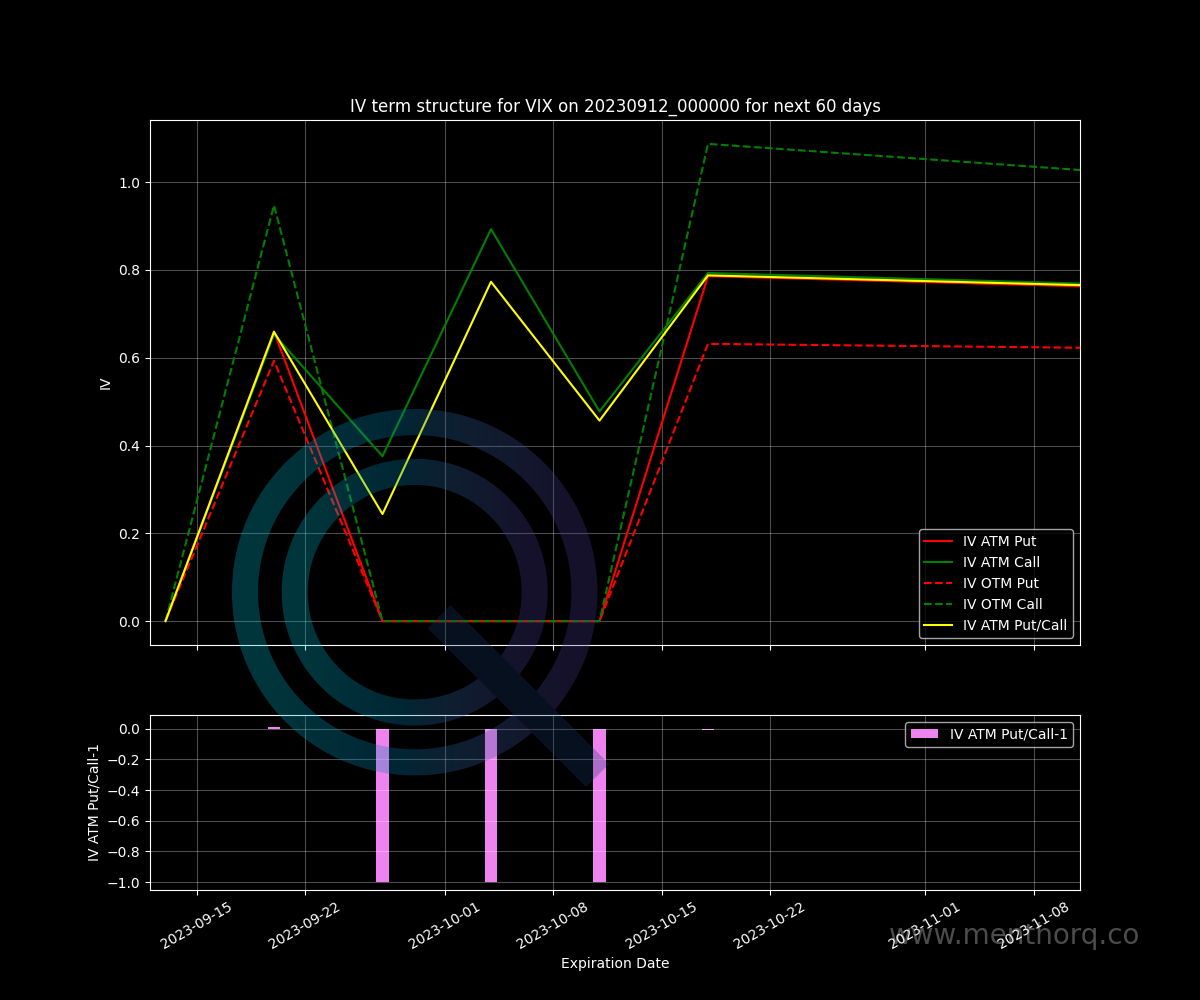 IV term structure for VIX on 20230912_000000 for next 60 days
1.0
0.8
0.6
0.4
0.2
0.0
IV
IV ATM Put
IV ATM Call
IV OTM Put
IV OTM Call
IV ATM Put/Call
0.0
−0.2
−0.4
−0.6
−0.8
−1.0
IV ATM Put/Call-1
IV ATM Put/Call-1
2023-09-15
2023-09-22
2023-10-01
2023-10-08
2023-10-15
2023-10-22
2023-11-01
2023-11-08
www.menthorq.co
Expiration Date